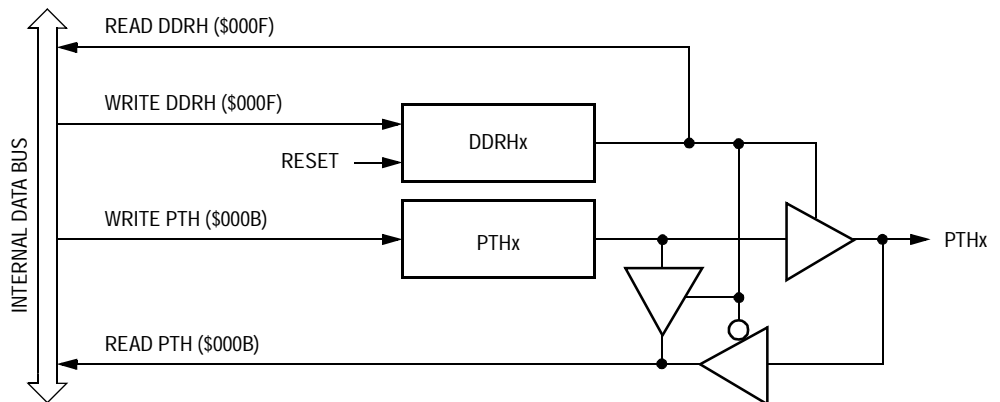 READ DDRH ($000F)
WRITE DDRH ($000F)
DDRHx
RESET
WRITE PTH ($000B)
PTHx
PTHx
READ PTH ($000B)
INTERNAL DATA BUS